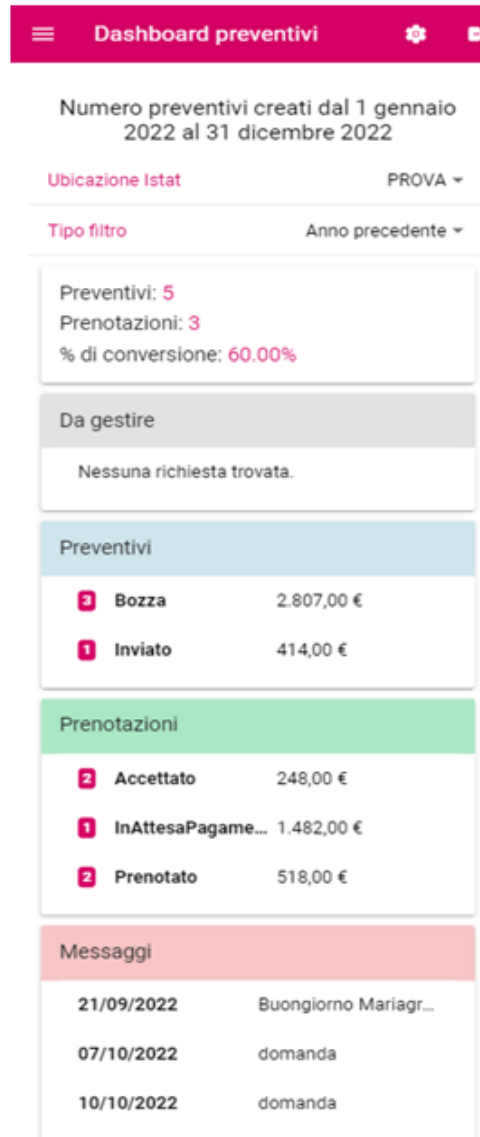 Dashboard preventivi
Numero preventivi creati dal 1 gennaio
2022 al 31 dicembre 2022
Ubicazione Istat PROVA
Tipo filtro Anno precedente
Preventivi: 5
Prenotazioni: 3
% di conversione: 60.00%
Da gestire
Nessuna richiesta trovata.
Preventivi
3 Bozza 2.807,00 €
1 Inviato 414,00 €
Prenotazioni
2 Accettato 248,00 €
1 InAttesaPagame... 1.482,00 €
2 Prenotato 518,00 €
Messaggi
21/09/2022 Buongiorno Mariagr...
07/10/2022 domanda
10/10/2022 domanda